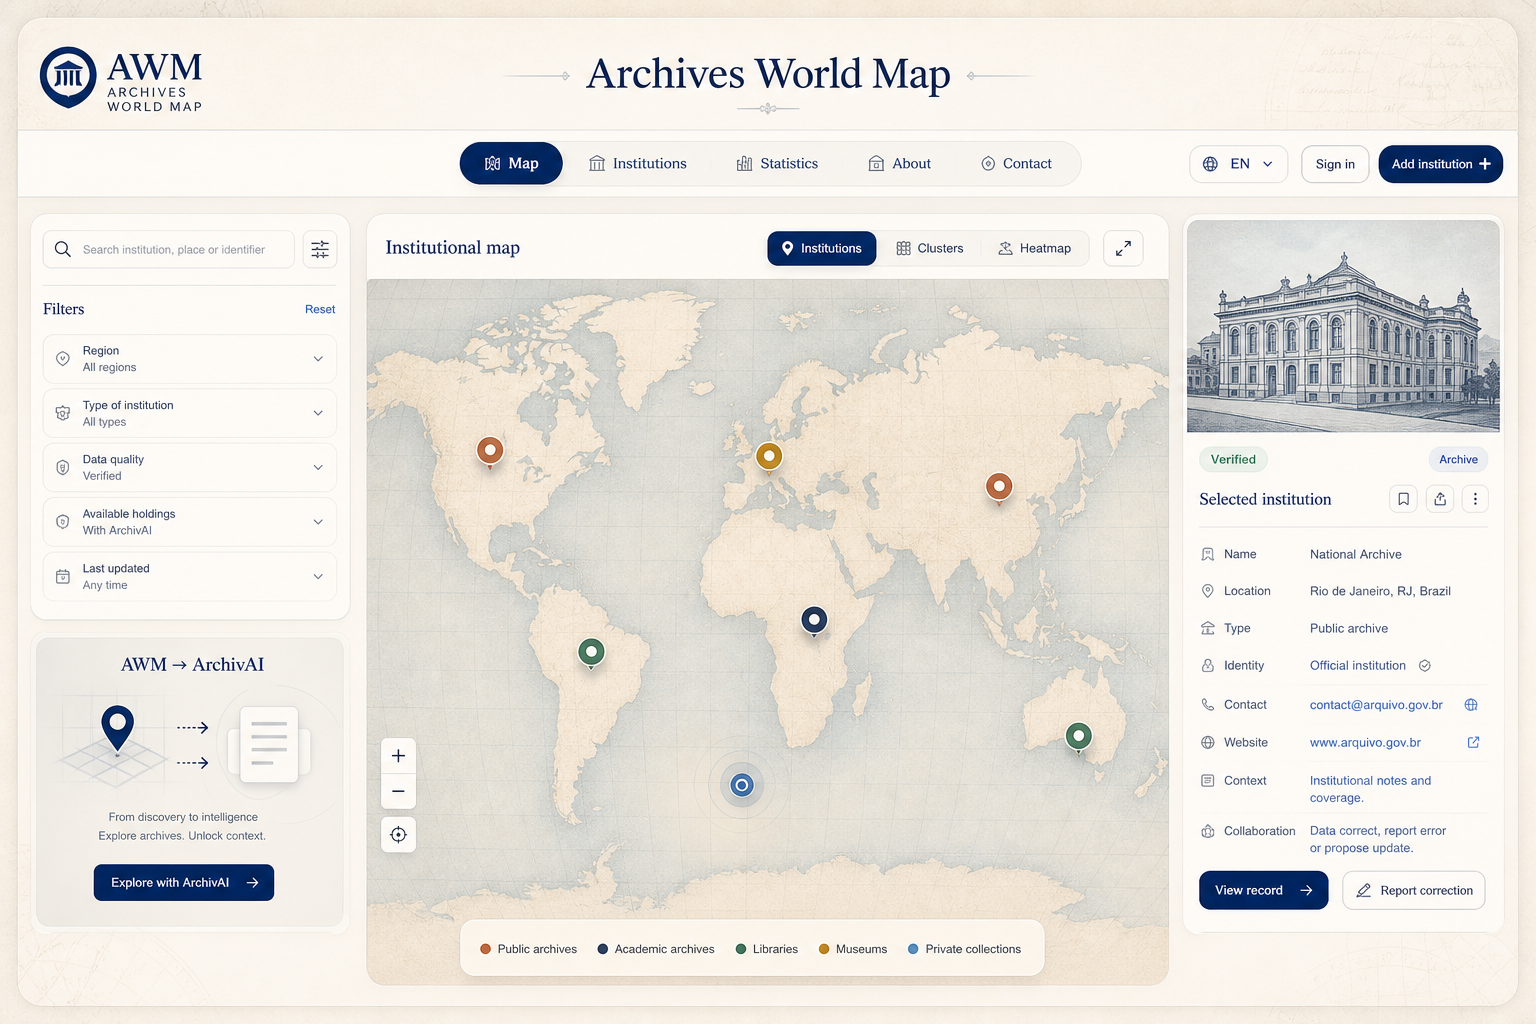 AWM
ARCHIVES
WORLD MAP
Archives World Map
Map
Institutions
Statistics
About
Contact
EN
Sign in
Add institution
Search institution, place or identifier
Filters
Reset
Region
All regions
Type of institution
All types
Data quality
Verified
Available holdings
With ArchivAI
Last updated
Any time
AWM → ArchivAI
From discovery to intelligence
Explore archives. Unlock context.
Explore with ArchivAI →
Institutional map
Institutions
Clusters
Heatmap
Public archives
Academic archives
Libraries
Museums
Private collections
Verified
Archive
Selected institution
Name
National Archive
Location
Rio de Janeiro, RJ, Brazil
Type
Public archive
Identity
Official institution
Contact
contact@arquivo.gov.br
Website
www.arquivo.gov.br
Context
Institutional notes and
coverage.
Collaboration
Data correct, report error
or propose update.
View record →
Report correction